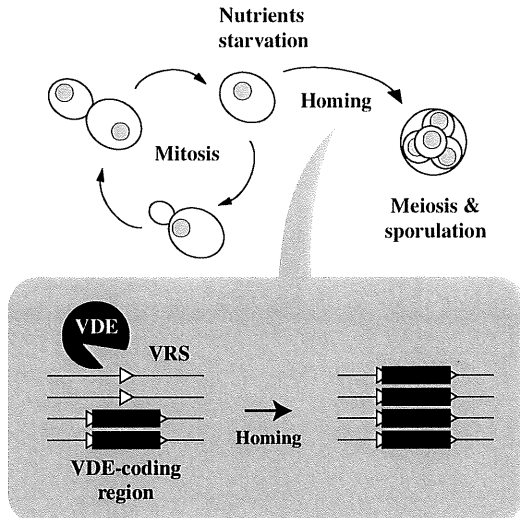 Nutrients
starvation
Homing
Mitosis
Meiosis &
sporulation
VDE
VRS
Homing
VDE-coding
region